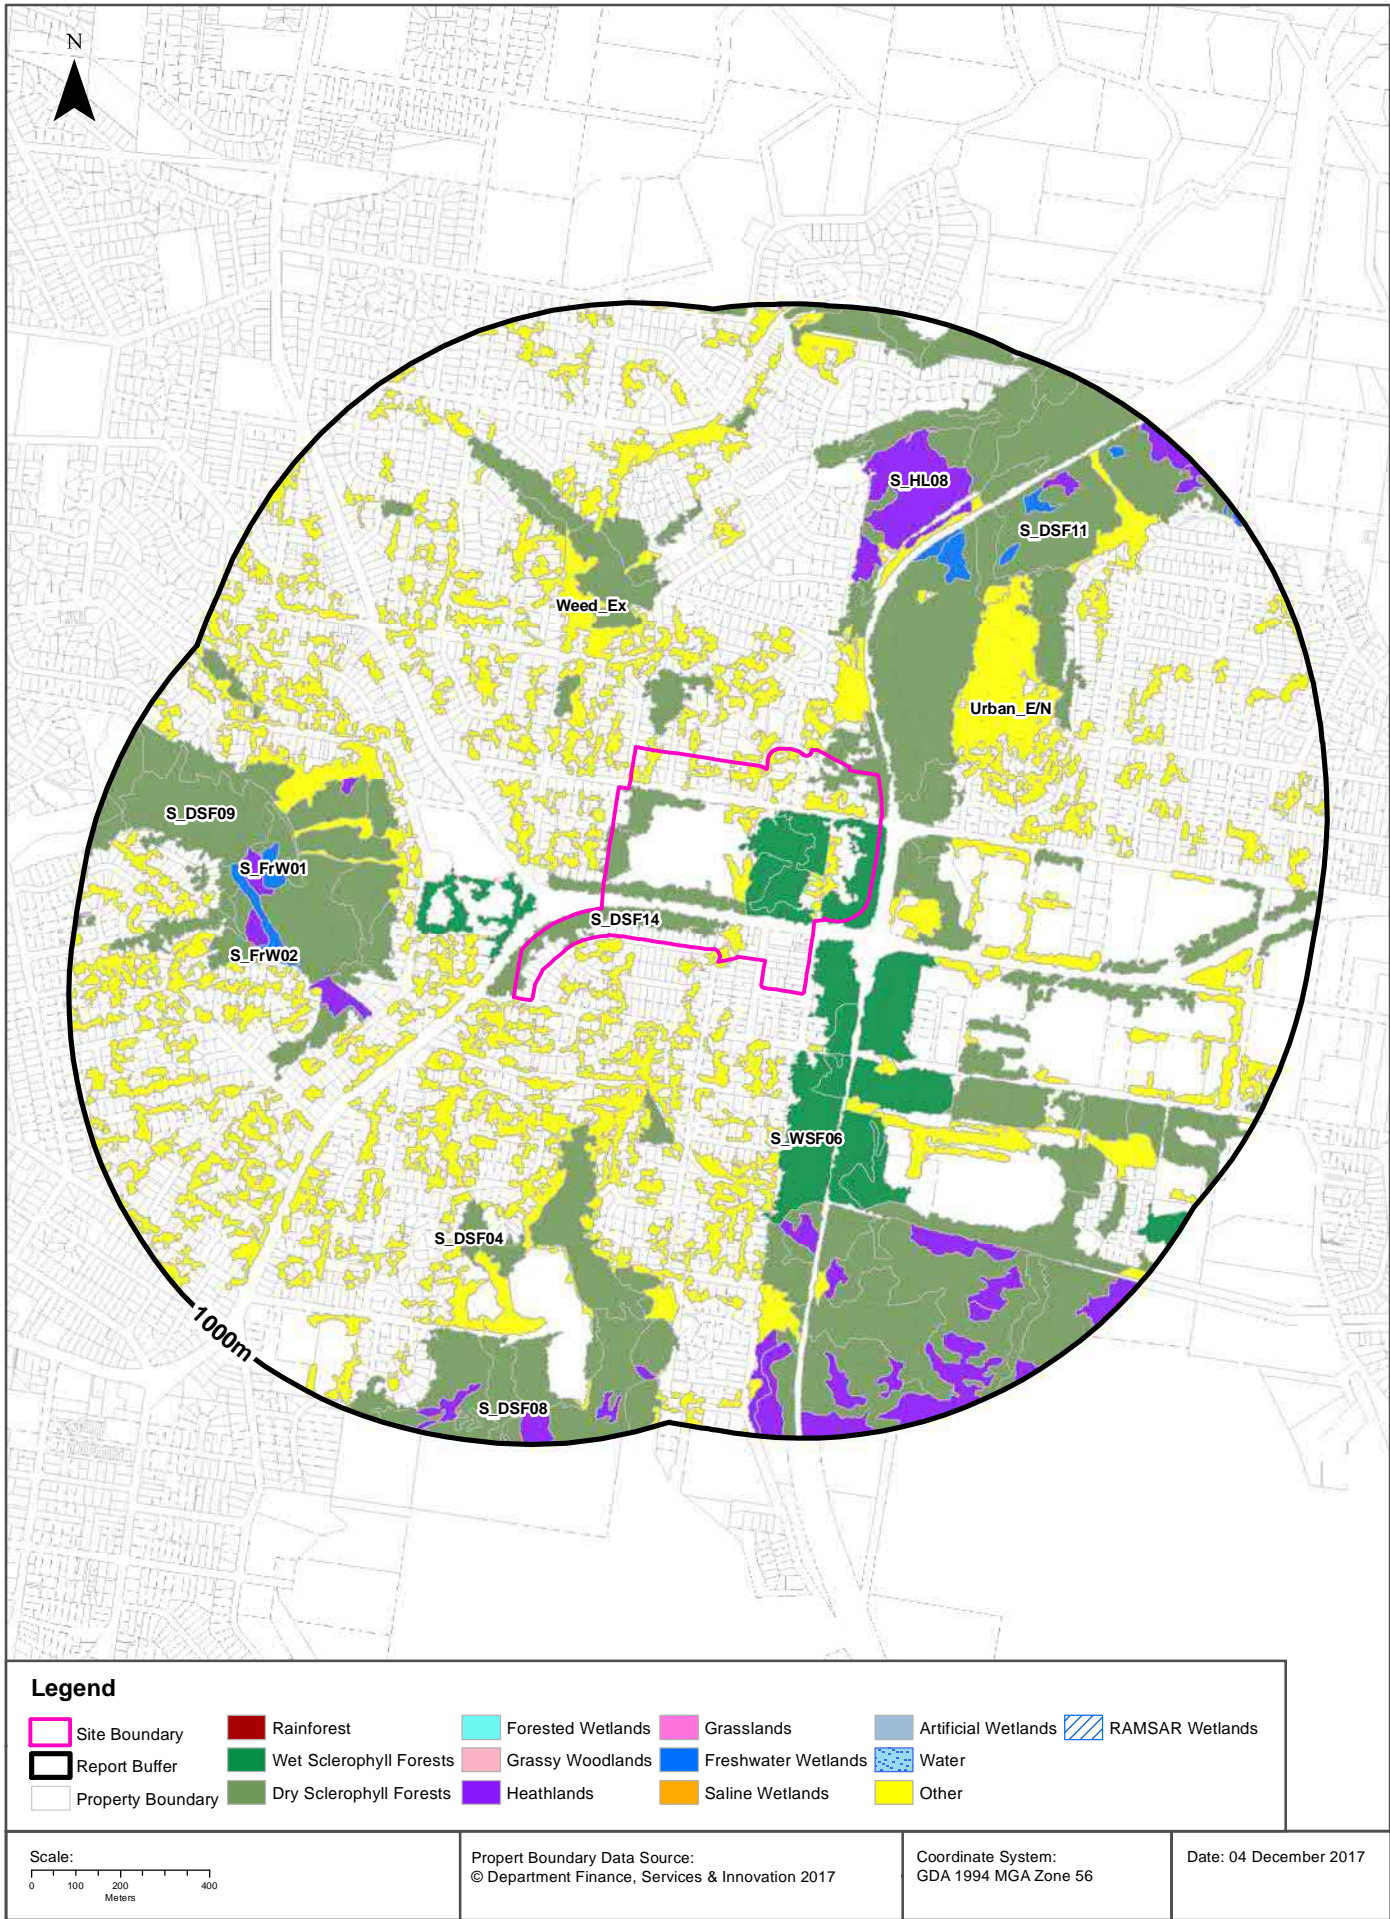 N
S_HL08
S_DSF11
Weed_Ex
Urban_E/N
S_DSF09
S_FrW01
S_DSF14
S_FrW02
S_WSF06
S_DSF04
1000m
S_DSF08
Legend
Site Boundary
Report Buffer
Property Boundary
Rainforest
Wet Sclerophyll Forests
Dry Sclerophyll Forests
Forested Wetlands
Grassy Woodlands
Heathlands
Grasslands
Freshwater Wetlands
Saline Wetlands
Artificial Wetlands
Water
Other
RAMSAR Wetlands
Scale:
0 100 200 400
Meters
Propert Boundary Data Source:
© Department Finance, Services & Innovation 2017
Coordinate System:
GDA 1994 MGA Zone 56
Date: 04 December 2017